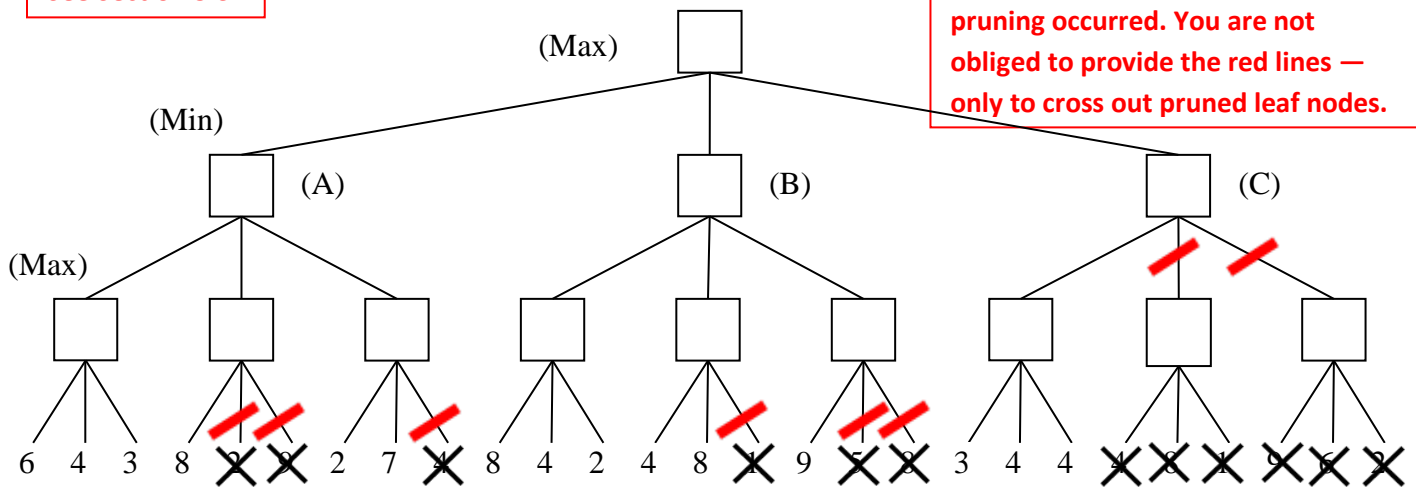 pruning occurred. You are not
(Max)
obliged to provide the red lines —
only to cross out pruned leaf nodes.
(Min)
(A) (B) (C)
(Max)
6 4 3 8 2 9 2 7 4 8 4 2 4 8 1 9 5 8 3 4 4 4 8 1 9 6 2